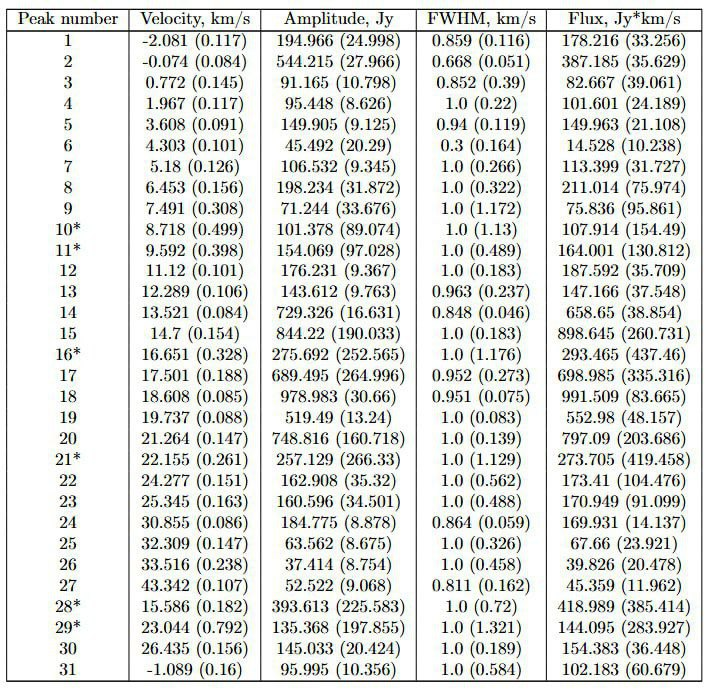 Peak number Velocity, km/s Amplitude, Jy FWHM, km/s Flux, Jy*km/s
1 -2.081 (0.117) 194.966 (24.998) 0.859 (0.116) 178.216 (33.256)
2 -0.074 (0.084) 544.215 (27.966) 0.668 (0.051) 387.185 (35.629)
3 0.772 (0.145) 91.165 (10.798) 0.852 (0.39) 82.667 (39.061)
4 1.967 (0.117) 95.448 (8.626) 1.0 (0.22) 101.601 (24.189)
5 3.608 (0.091) 149.905 (9.125) 0.94 (0.119) 149.963 (21.108)
6 4.303 (0.101) 45.492 (20.29) 0.3 (0.164) 14.528 (10.238)
7 5.18 (0.126) 106.532 (9.345) 1.0 (0.266) 113.399 (31.727)
8 6.453 (0.156) 198.234 (31.872) 1.0 (0.322) 211.014 (75.974)
9 7.491 (0.308) 71.244 (33.676) 1.0 (1.172) 75.836 (95.861)
10* 8.718 (0.499) 101.378 (89.074) 1.0 (1.13) 107.914 (154.49)
11* 9.592 (0.398) 154.069 (97.028) 1.0 (0.489) 164.001 (130.812)
12 11.12 (0.101) 176.231 (9.367) 1.0 (0.183) 187.592 (35.709)
13 12.289 (0.106) 143.612 (9.763) 0.963 (0.237) 147.166 (37.548)
14 13.521 (0.084) 729.326 (16.631) 0.848 (0.046) 658.65 (38.854)
15 14.7 (0.154) 844.22 (190.033) 1.0 (0.183) 898.645 (260.731)
16* 16.651 (0.328) 275.692 (252.565) 1.0 (1.176) 293.465 (437.46)
17 17.501 (0.188) 689.495 (264.996) 0.952 (0.273) 698.985 (335.316)
18 18.608 (0.085) 978.983 (30.66) 0.951 (0.075) 991.509 (83.665)
19 19.737 (0.088) 519.49 (13.24) 1.0 (0.083) 552.98 (48.157)
20 21.264 (0.147) 748.816 (160.718) 1.0 (0.139) 797.09 (203.686)
21* 22.155 (0.261) 257.129 (266.33) 1.0 (1.129) 273.705 (419.458)
22 24.277 (0.151) 162.908 (35.32) 1.0 (0.562) 173.41 (104.476)
23 25.345 (0.163) 160.596 (34.501) 1.0 (0.488) 170.949 (91.099)
24 30.855 (0.086) 184.775 (8.878) 0.864 (0.059) 169.931 (14.137)
25 32.309 (0.147) 63.562 (8.675) 1.0 (0.326) 67.66 (23.921)
26 33.516 (0.238) 37.414 (8.754) 1.0 (0.458) 39.826 (20.478)
27 43.342 (0.107) 52.522 (9.068) 0.811 (0.162) 45.359 (11.962)
28* 15.586 (0.182) 393.613 (225.583) 1.0 (0.72) 418.989 (385.414)
29* 23.044 (0.792) 135.368 (197.855) 1.0 (1.321) 144.095 (283.927)
30 26.435 (0.156) 145.033 (20.424) 1.0 (0.189) 154.383 (36.448)
31 -1.089 (0.16) 95.995 (10.356) 1.0 (0.584) 102.183 (60.679)